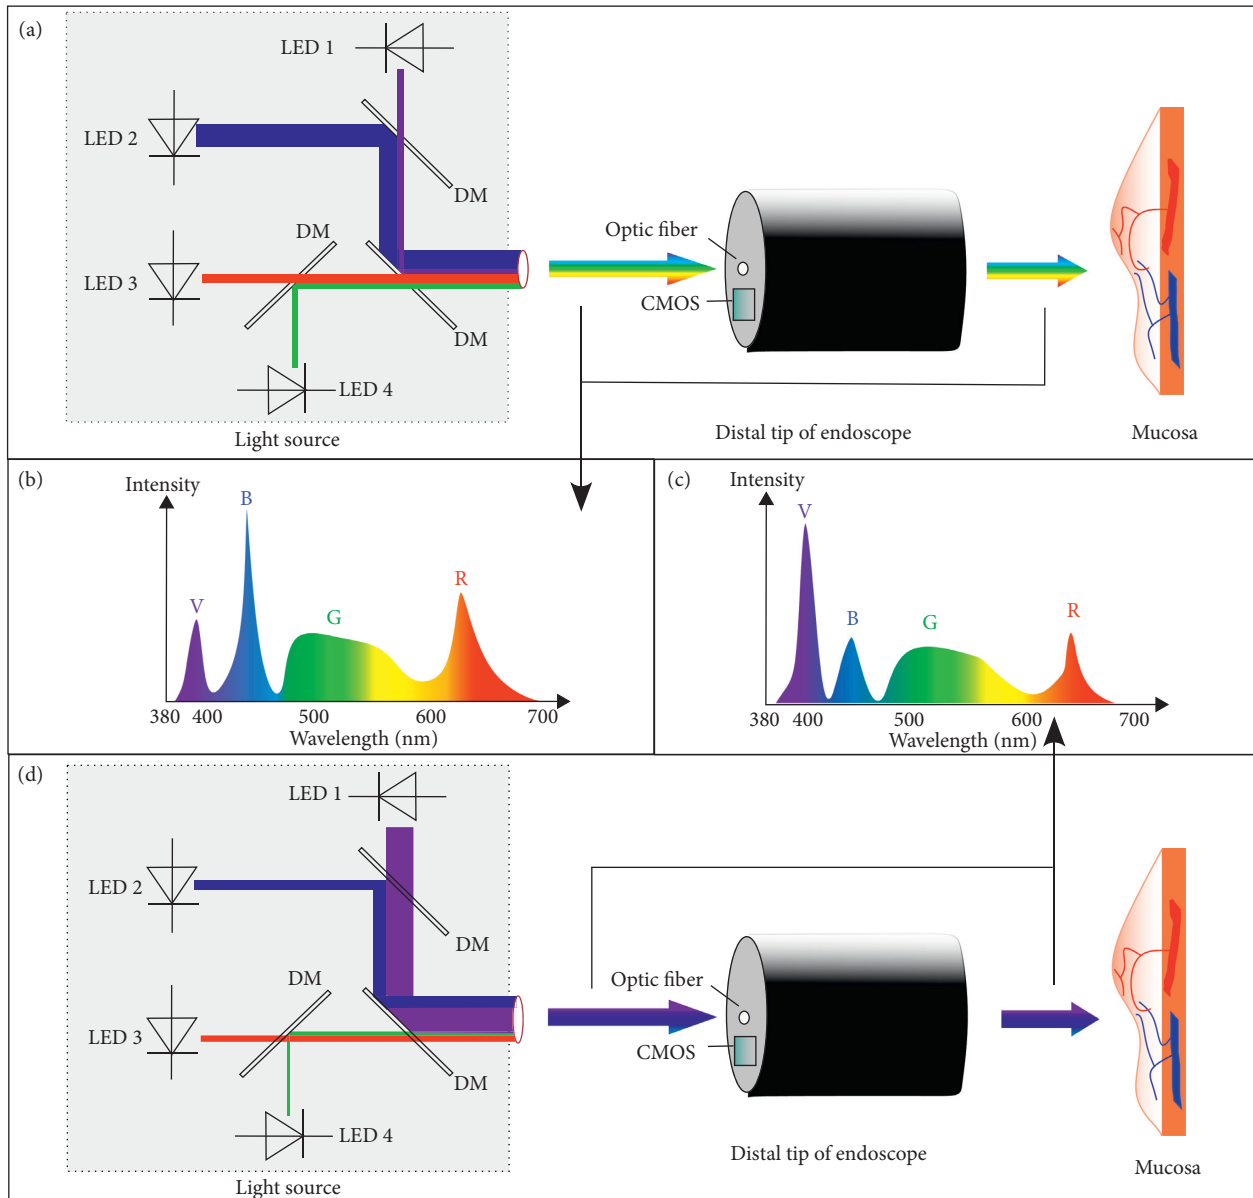 (a)
LED 1
LED 2
DM
DM
LED 3
DM
LED 4
Light source
Optic fiber
CMOS
Distal tip of endoscope
Mucosa
(b)
Intensity
V
B
G
R
380 400 500 600 700
Wavelength (nm)
(c)
Intensity
V
B
G
R
380 400 500 600 700
Wavelength (nm)
(d)
LED 1
LED 2
DM
DM
LED 3
DM
LED 4
Light source
Optic fiber
CMOS
Distal tip of endoscope
Mucosa